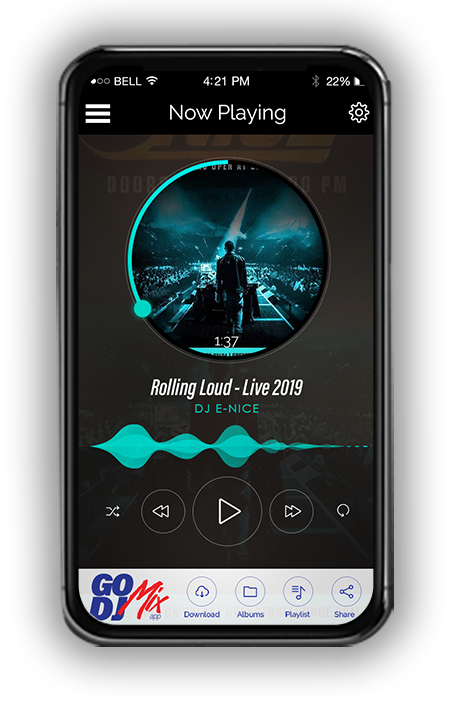 BELL 4:21 PM 22%
Now Playing
1:37
Rolling Loud - Live 2019
DJ E-NICE
GO
DJ Mix
app
Download Albums Playlist Share